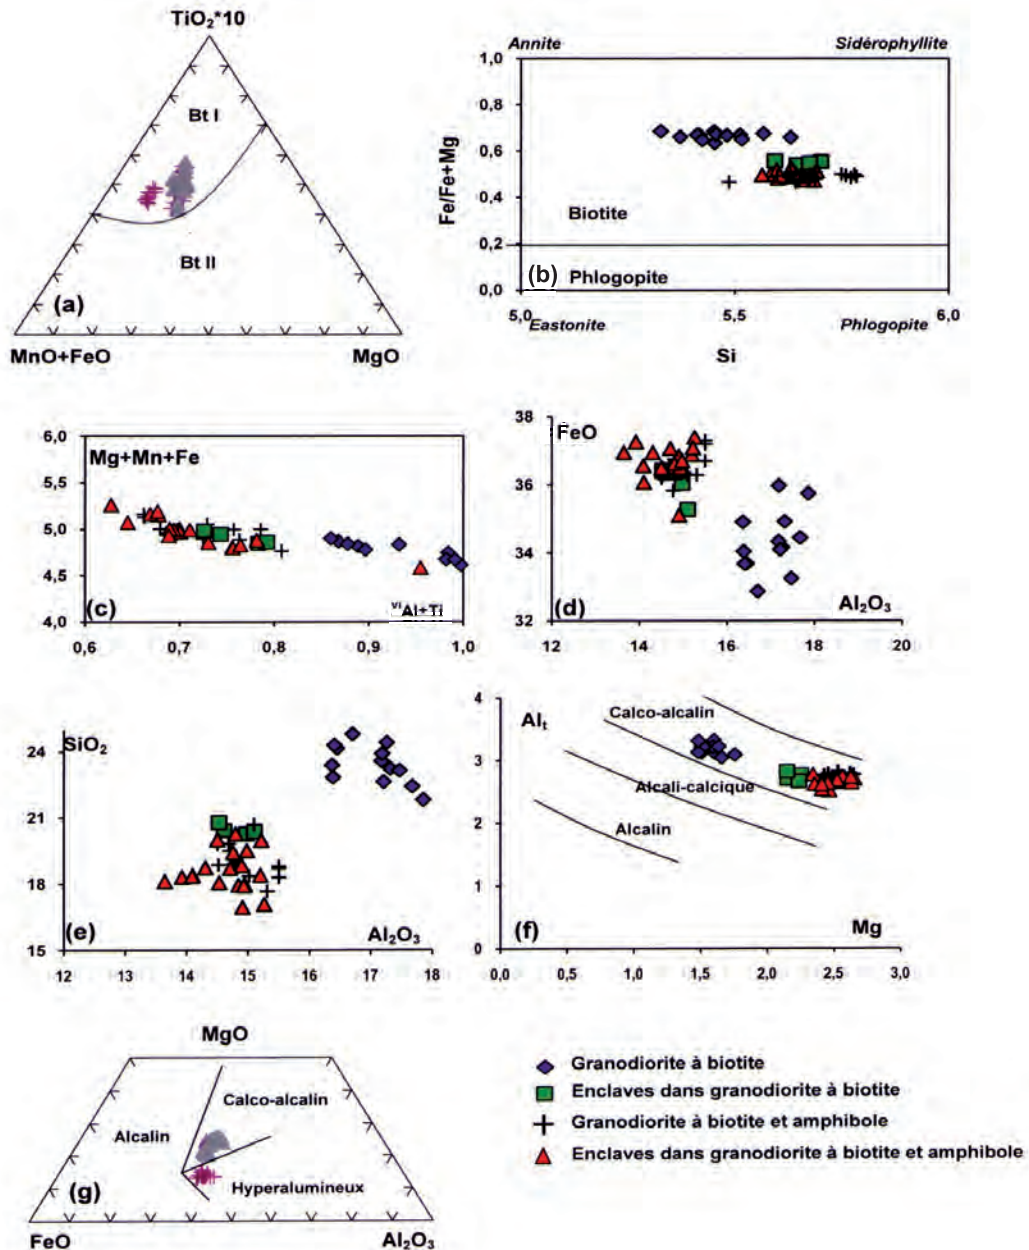 TiO₂*10
Bt I
Bt II
(a)
MnO+FeO MgO
Annite Sidérophyllite
1,0
0,8
0,6
0,4
0,2
0,0
Fe/Fe+Mg
Biotite
(b) Phlogopite
5,0 5,5 6,0
Eastonite Phlogopite
Si
6,0
5,5
5,0
4,5
4,0
Mg+Mn+Fe
(c) ᵛᴵAl+Ti
0,6 0,7 0,8 0,9 1,0
38
36
34
32
FeO
(d) Al₂O₃
12 14 16 18 20
SiO₂
24
21
18
15
(e) Al₂O₃
12 13 14 15 16 17 18
4
3
2
1
0
Alₜ
Calco-alcalin
Alcali-calcique
Alcalin
(f) Mg
0,0 0,5 1,0 1,5 2,0 2,5 3,0
MgO
Calco-alcalin
Alcalin
Hyperalumineux
(g)
FeO Al₂O₃
Granodiorite à biotite
Enclaves dans granodiorite à biotite
Granodiorite à biotite et amphibole
Enclaves dans granodiorite à biotite et amphibole